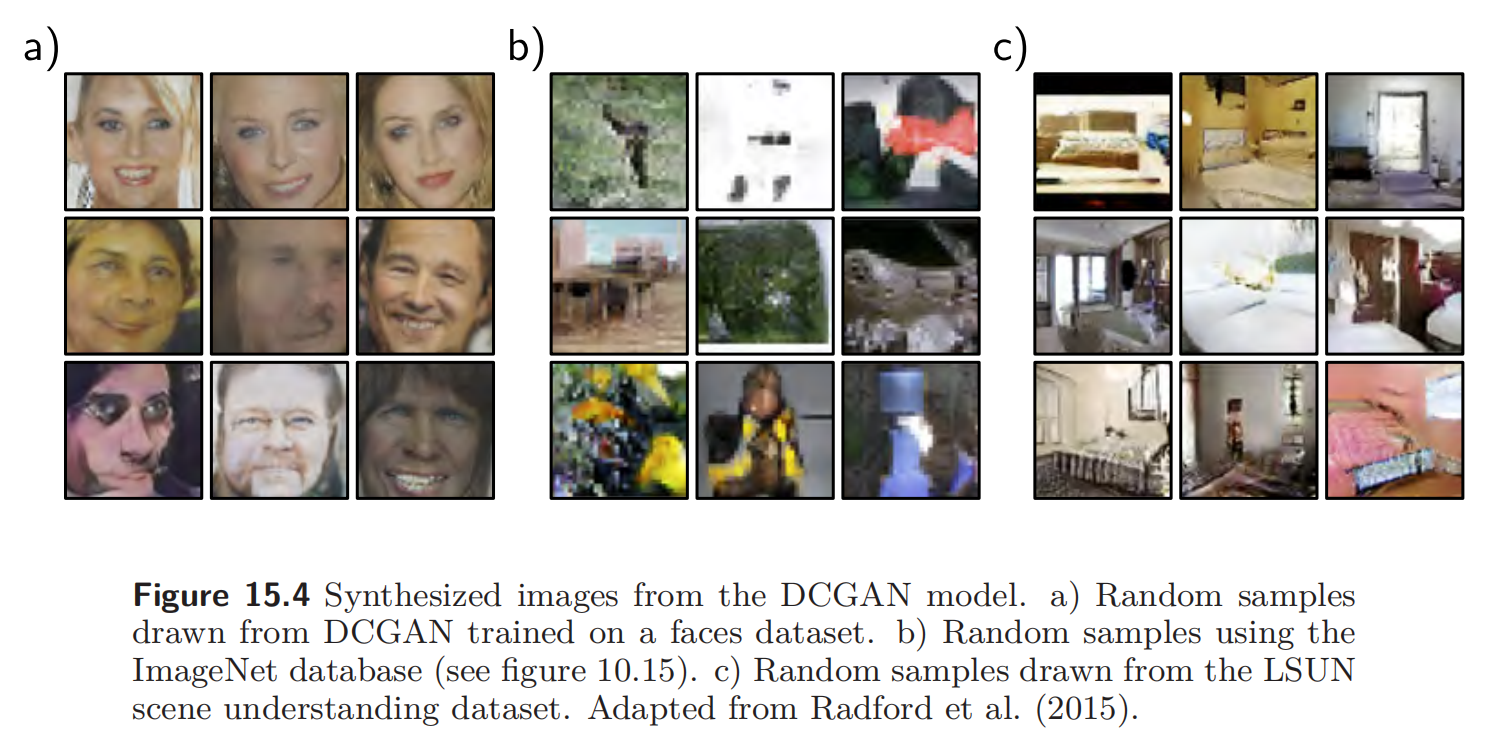 a)
b)
c)
Figure 15.4 Synthesized images from the DCGAN model. a) Random samples
drawn from DCGAN trained on a faces dataset. b) Random samples using the
ImageNet database (see figure 10.15). c) Random samples drawn from the LSUN
scene understanding dataset. Adapted from Radford et al. (2015).